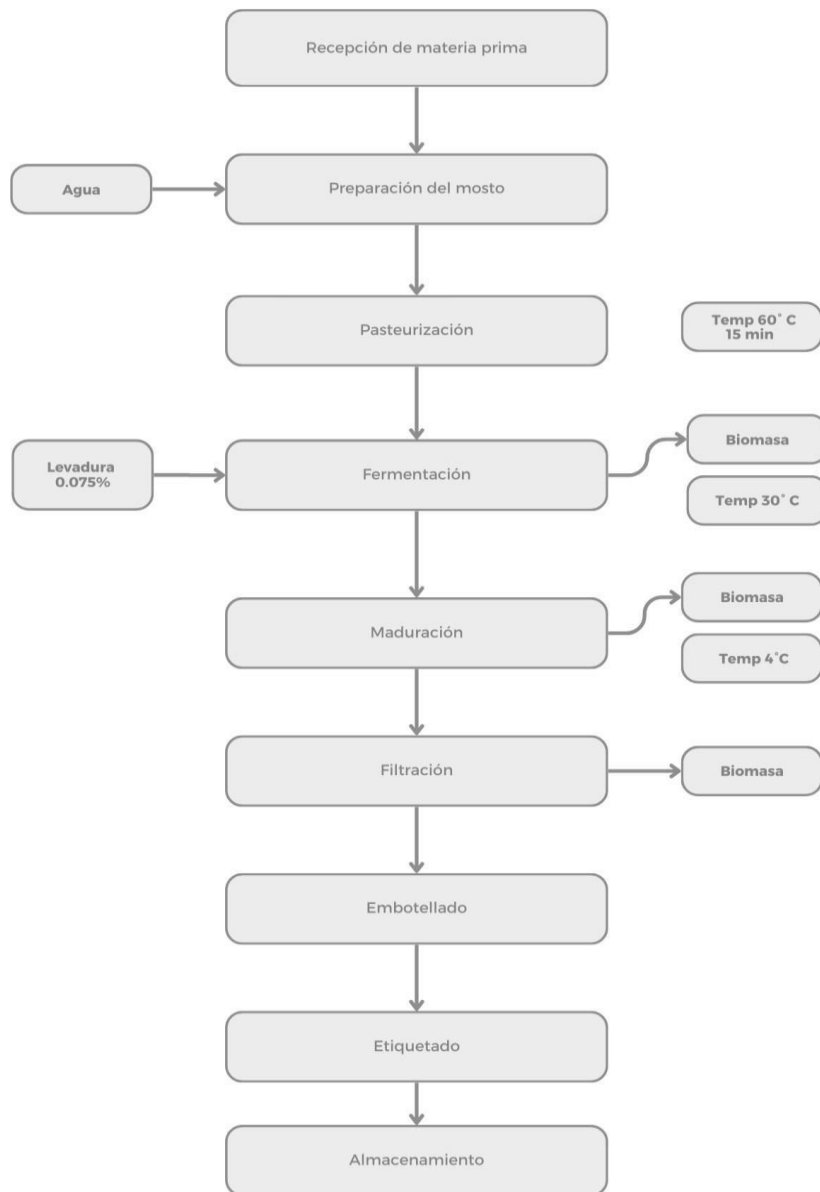 Recepción de materia prima
Agua
Preparación del mosto
Pasteurización
Temp 60° C
15 min
Levadura
0.075%
Fermentación
Biomasa
Temp 30° C
Maduración
Biomasa
Temp 4°C
Filtración
Biomasa
Embotellado
Etiquetado
Almacenamiento